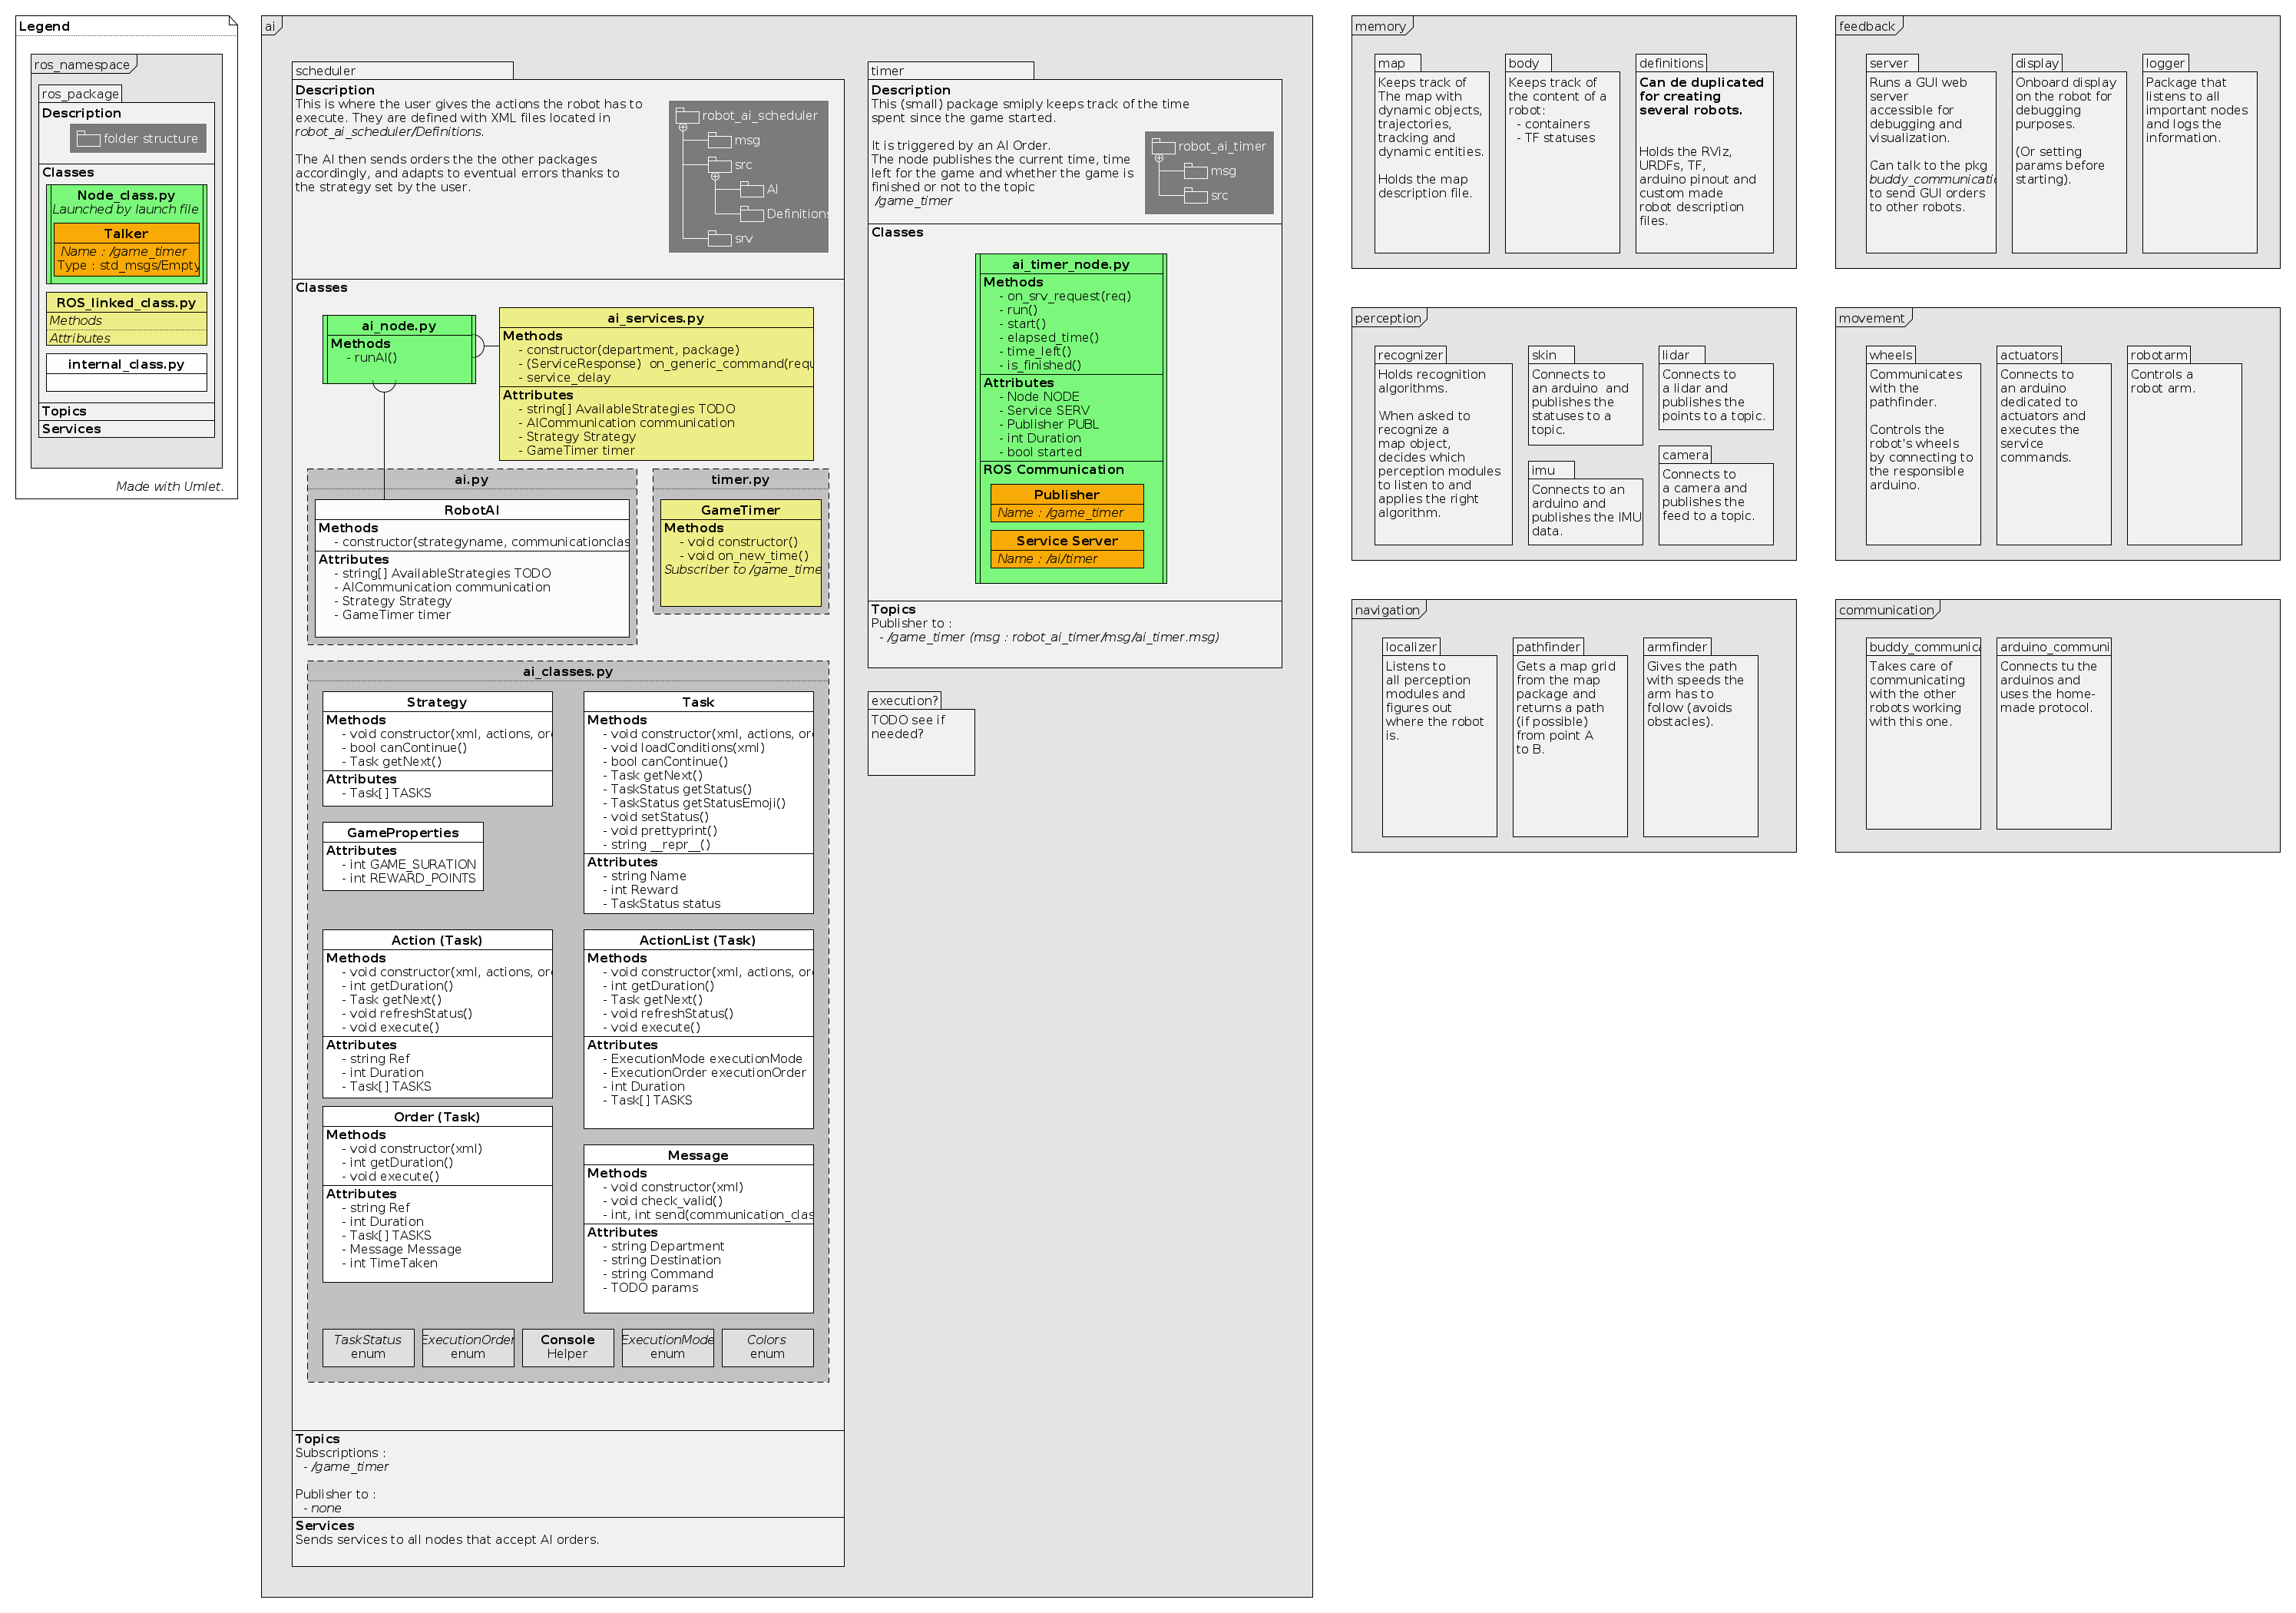 Legend
ros_namespace
ros_package
Description
folder structure
Classes
Node_class.py
Launched by launch file
Talker
Name : /game_timer
Type : std_msgs/Empty
ROS_linked_class.py
Methods
Attributes
internal_class.py
Topics
Services
Made with Umlet.
ai
scheduler
Description
This is where the user gives the actions the robot has to
execute. They are defined with XML files located in
robot_ai_scheduler/Definitions.
The AI then sends orders the the other packages
accordingly, and adapts to eventual errors thanks to
the strategy set by the user.
robot_ai_scheduler
msg
src
AI
Definitions
srv
Classes
ai_node.py
Methods
- runAI()
ai_services.py
Methods
- constructor(department, package)
- (ServiceResponse)  on_generic_command(requ
- service_delay
Attributes
- string[] AvailableStrategies TODO
- AICommunication communication
- Strategy Strategy
- GameTimer timer
ai.py
RobotAI
Methods
- constructor(strategyname, communicationclas
Attributes
- string[] AvailableStrategies TODO
- AICommunication communication
- Strategy Strategy
- GameTimer timer
timer.py
GameTimer
Methods
- void constructor()
- void on_new_time()
Subscriber to /game_time
ai_classes.py
Strategy
Methods
- void constructor(xml, actions, ord
- bool canContinue()
- Task getNext()
Attributes
- Task[] TASKS
Task
Methods
- void constructor(xml, actions, ord
- void loadConditions(xml)
- bool canContinue()
- Task getNext()
- TaskStatus getStatus()
- TaskStatus getStatusEmoji()
- void setStatus()
- void prettyprint()
- string __repr__()
Attributes
- string Name
- int Reward
- TaskStatus status
GameProperties
Attributes
- int GAME_SURATION
- int REWARD_POINTS
Action (Task)
Methods
- void constructor(xml, actions, ord
- int getDuration()
- Task getNext()
- void refreshStatus()
- void execute()
Attributes
- string Ref
- int Duration
- Task[] TASKS
ActionList (Task)
Methods
- void constructor(xml, actions, ord
- int getDuration()
- Task getNext()
- void refreshStatus()
- void execute()
Attributes
- ExecutionMode executionMode
- ExecutionOrder executionOrder
- int Duration
- Task[] TASKS
Order (Task)
Methods
- void constructor(xml)
- int getDuration()
- void execute()
Attributes
- string Ref
- int Duration
- Task[] TASKS
- Message Message
- int TimeTaken
Message
Methods
- void constructor(xml)
- void check_valid()
- int, int send(communication_clas
Attributes
- string Department
- string Destination
- string Command
- TODO params
TaskStatus
enum
ExecutionOrder
enum
Console
Helper
ExecutionMode
enum
Colors
enum
Topics
Subscriptions :
- /game_timer
Publisher to :
- none
Services
Sends services to all nodes that accept AI orders.
timer
Description
This (small) package smiply keeps track of the time
spent since the game started.
It is triggered by an AI Order.
The node publishes the current time, time
left for the game and whether the game is
finished or not to the topic
/game_timer
robot_ai_timer
msg
src
Classes
ai_timer_node.py
Methods
- on_srv_request(req)
- run()
- start()
- elapsed_time()
- time_left()
- is_finished()
Attributes
- Node NODE
- Service SERV
- Publisher PUBL
- int Duration
- bool started
ROS Communication
Publisher
Name : /game_timer
Service Server
Name : /ai/timer
Topics
Publisher to :
- /game_timer (msg : robot_ai_timer/msg/ai_timer.msg)
execution?
TODO see if
needed?
memory
map
Keeps track of
The map with
dynamic objects,
trajectories,
tracking and
dynamic entities.
Holds the map
description file.
body
Keeps track of
the content of a
robot:
- containers
- TF statuses
definitions
Can de duplicated
for creating
several robots.
Holds the RViz,
URDFs, TF,
arduino pinout and
custom made
robot description
files.
feedback
server
Runs a GUI web
server
accessible for
debugging and
visualization.
Can talk to the pkg
buddy_communicatio
to send GUI orders
to other robots.
display
Onboard display
on the robot for
debugging
purposes.
(Or setting
params before
starting).
logger
Package that
listens to all
important nodes
and logs the
information.
perception
recognizer
Holds recognition
algorithms.
When asked to
recognize a
map object,
decides which
perception modules
to listen to and
applies the right
algorithm.
skin
Connects to
an arduino  and
publishes the
statuses to a
topic.
lidar
Connects to
a lidar and
publishes the
points to a topic.
imu
Connects to an
arduino and
publishes the IMU
data.
camera
Connects to
a camera and
publishes the
feed to a topic.
movement
wheels
Communicates
with the
pathfinder.
Controls the
robot's wheels
by connecting to
the responsible
arduino.
actuators
Connects to
an arduino
dedicated to
actuators and
executes the
service
commands.
robotarm
Controls a
robot arm.
navigation
localizer
Listens to
all perception
modules and
figures out
where the robot
is.
pathfinder
Gets a map grid
from the map
package and
returns a path
(if possible)
from point A
to B.
armfinder
Gives the path
with speeds the
arm has to
follow (avoids
obstacles).
communication
buddy_communica
Takes care of
communicating
with the other
robots working
with this one.
arduino_communi
Connects tu the
arduinos and
uses the home-
made protocol.